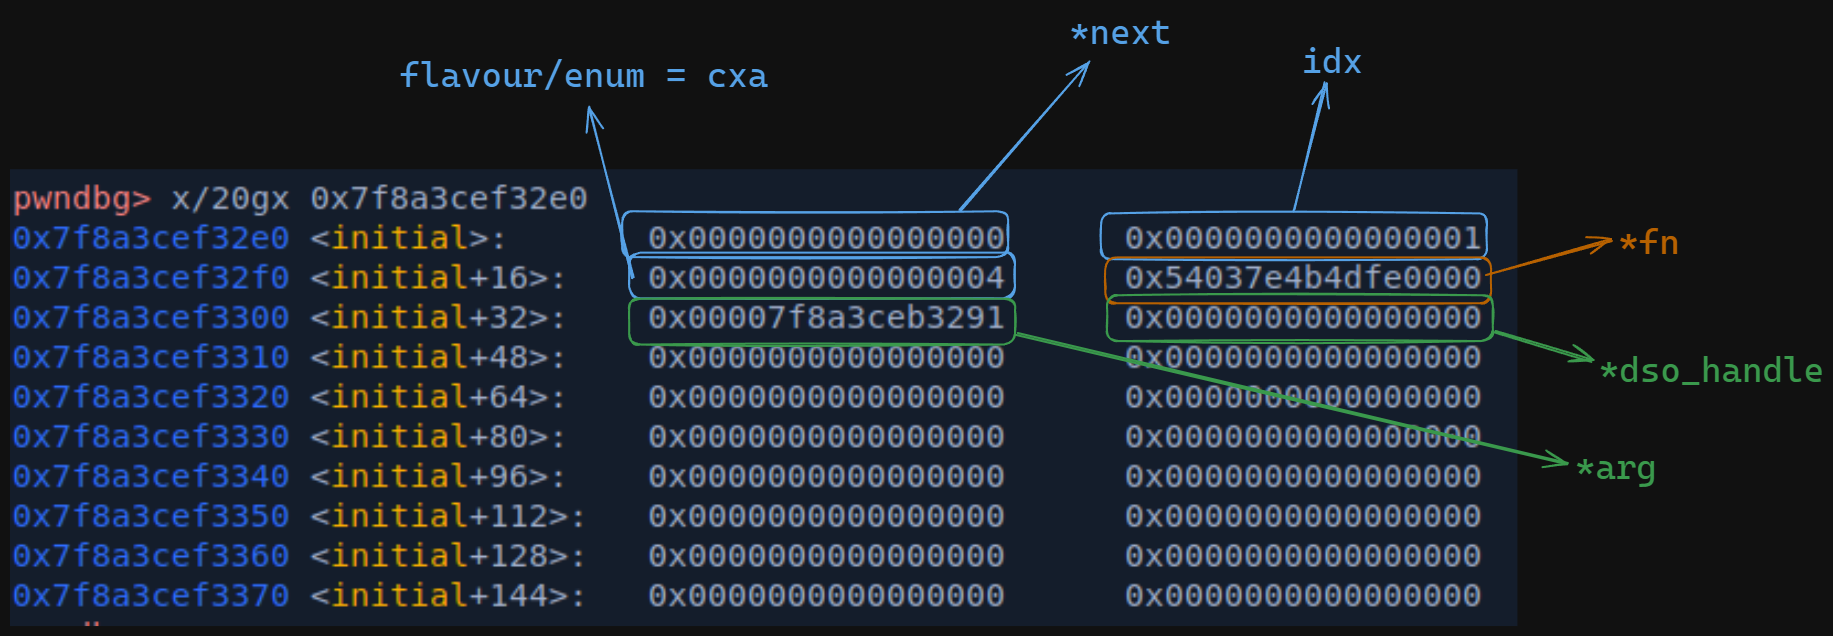 *next
idx
flavour/enum = cxa
pwndbg> x/20gx 0x7f8a3cef32e0
0x7f8a3cef32e0 <initial>: 0x0000000000000000 0x0000000000000001
*fn
0x7f8a3cef32f0 <initial+16>: 0x0000000000000004 0x54037e4b4dfe0000
0x7f8a3cef3300 <initial+32>: 0x00007f8a3ceb3291 0x0000000000000000
0x7f8a3cef3310 <initial+48>: 0x0000000000000000 0x0000000000000000
*dso_handle
0x7f8a3cef3320 <initial+64>: 0x0000000000000000 0x0000000000000000
0x7f8a3cef3330 <initial+80>: 0x0000000000000000 0x0000000000000000
0x7f8a3cef3340 <initial+96>: 0x0000000000000000 0x0000000000000000
*arg
0x7f8a3cef3350 <initial+112>: 0x0000000000000000 0x0000000000000000
0x7f8a3cef3360 <initial+128>: 0x0000000000000000 0x0000000000000000
0x7f8a3cef3370 <initial+144>: 0x0000000000000000 0x0000000000000000